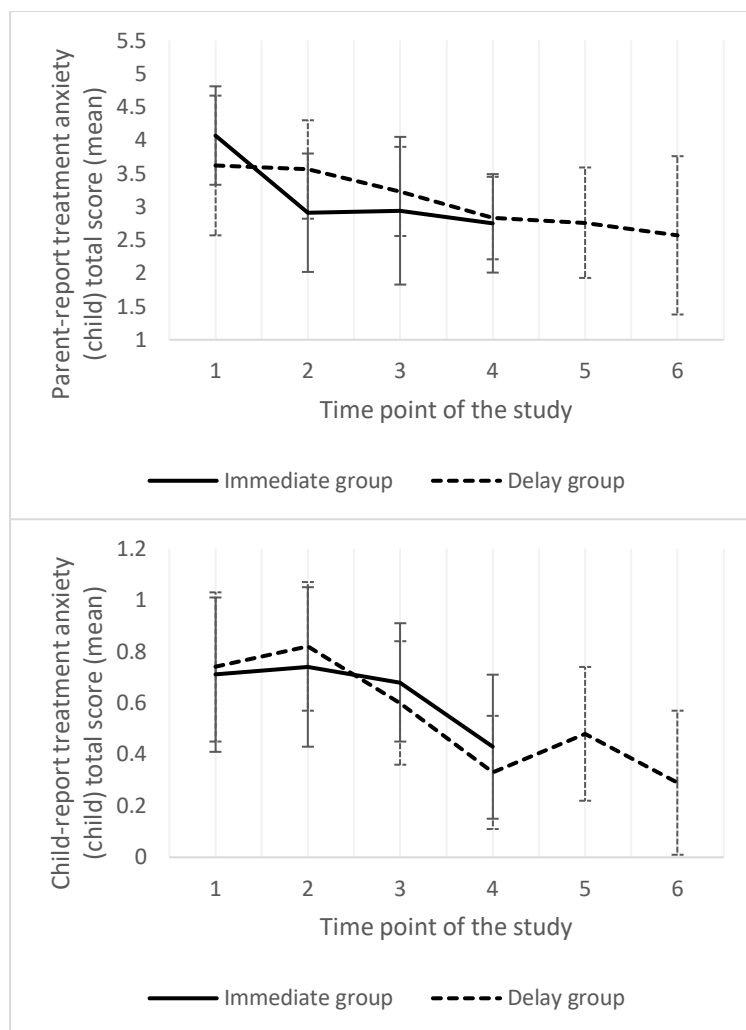 Parent-report treatment anxiety
(child) total score (mean)
5.5
5
4.5
4
3.5
3
2.5
2
1.5
1
1 2 3 4 5 6
Time point of the study
Immediate group Delay group
Child-report treatment anxiety
(child) total score (mean)
1.2
1
0.8
0.6
0.4
0.2
0
1 2 3 4 5 6
Time point of the study
Immediate group Delay group